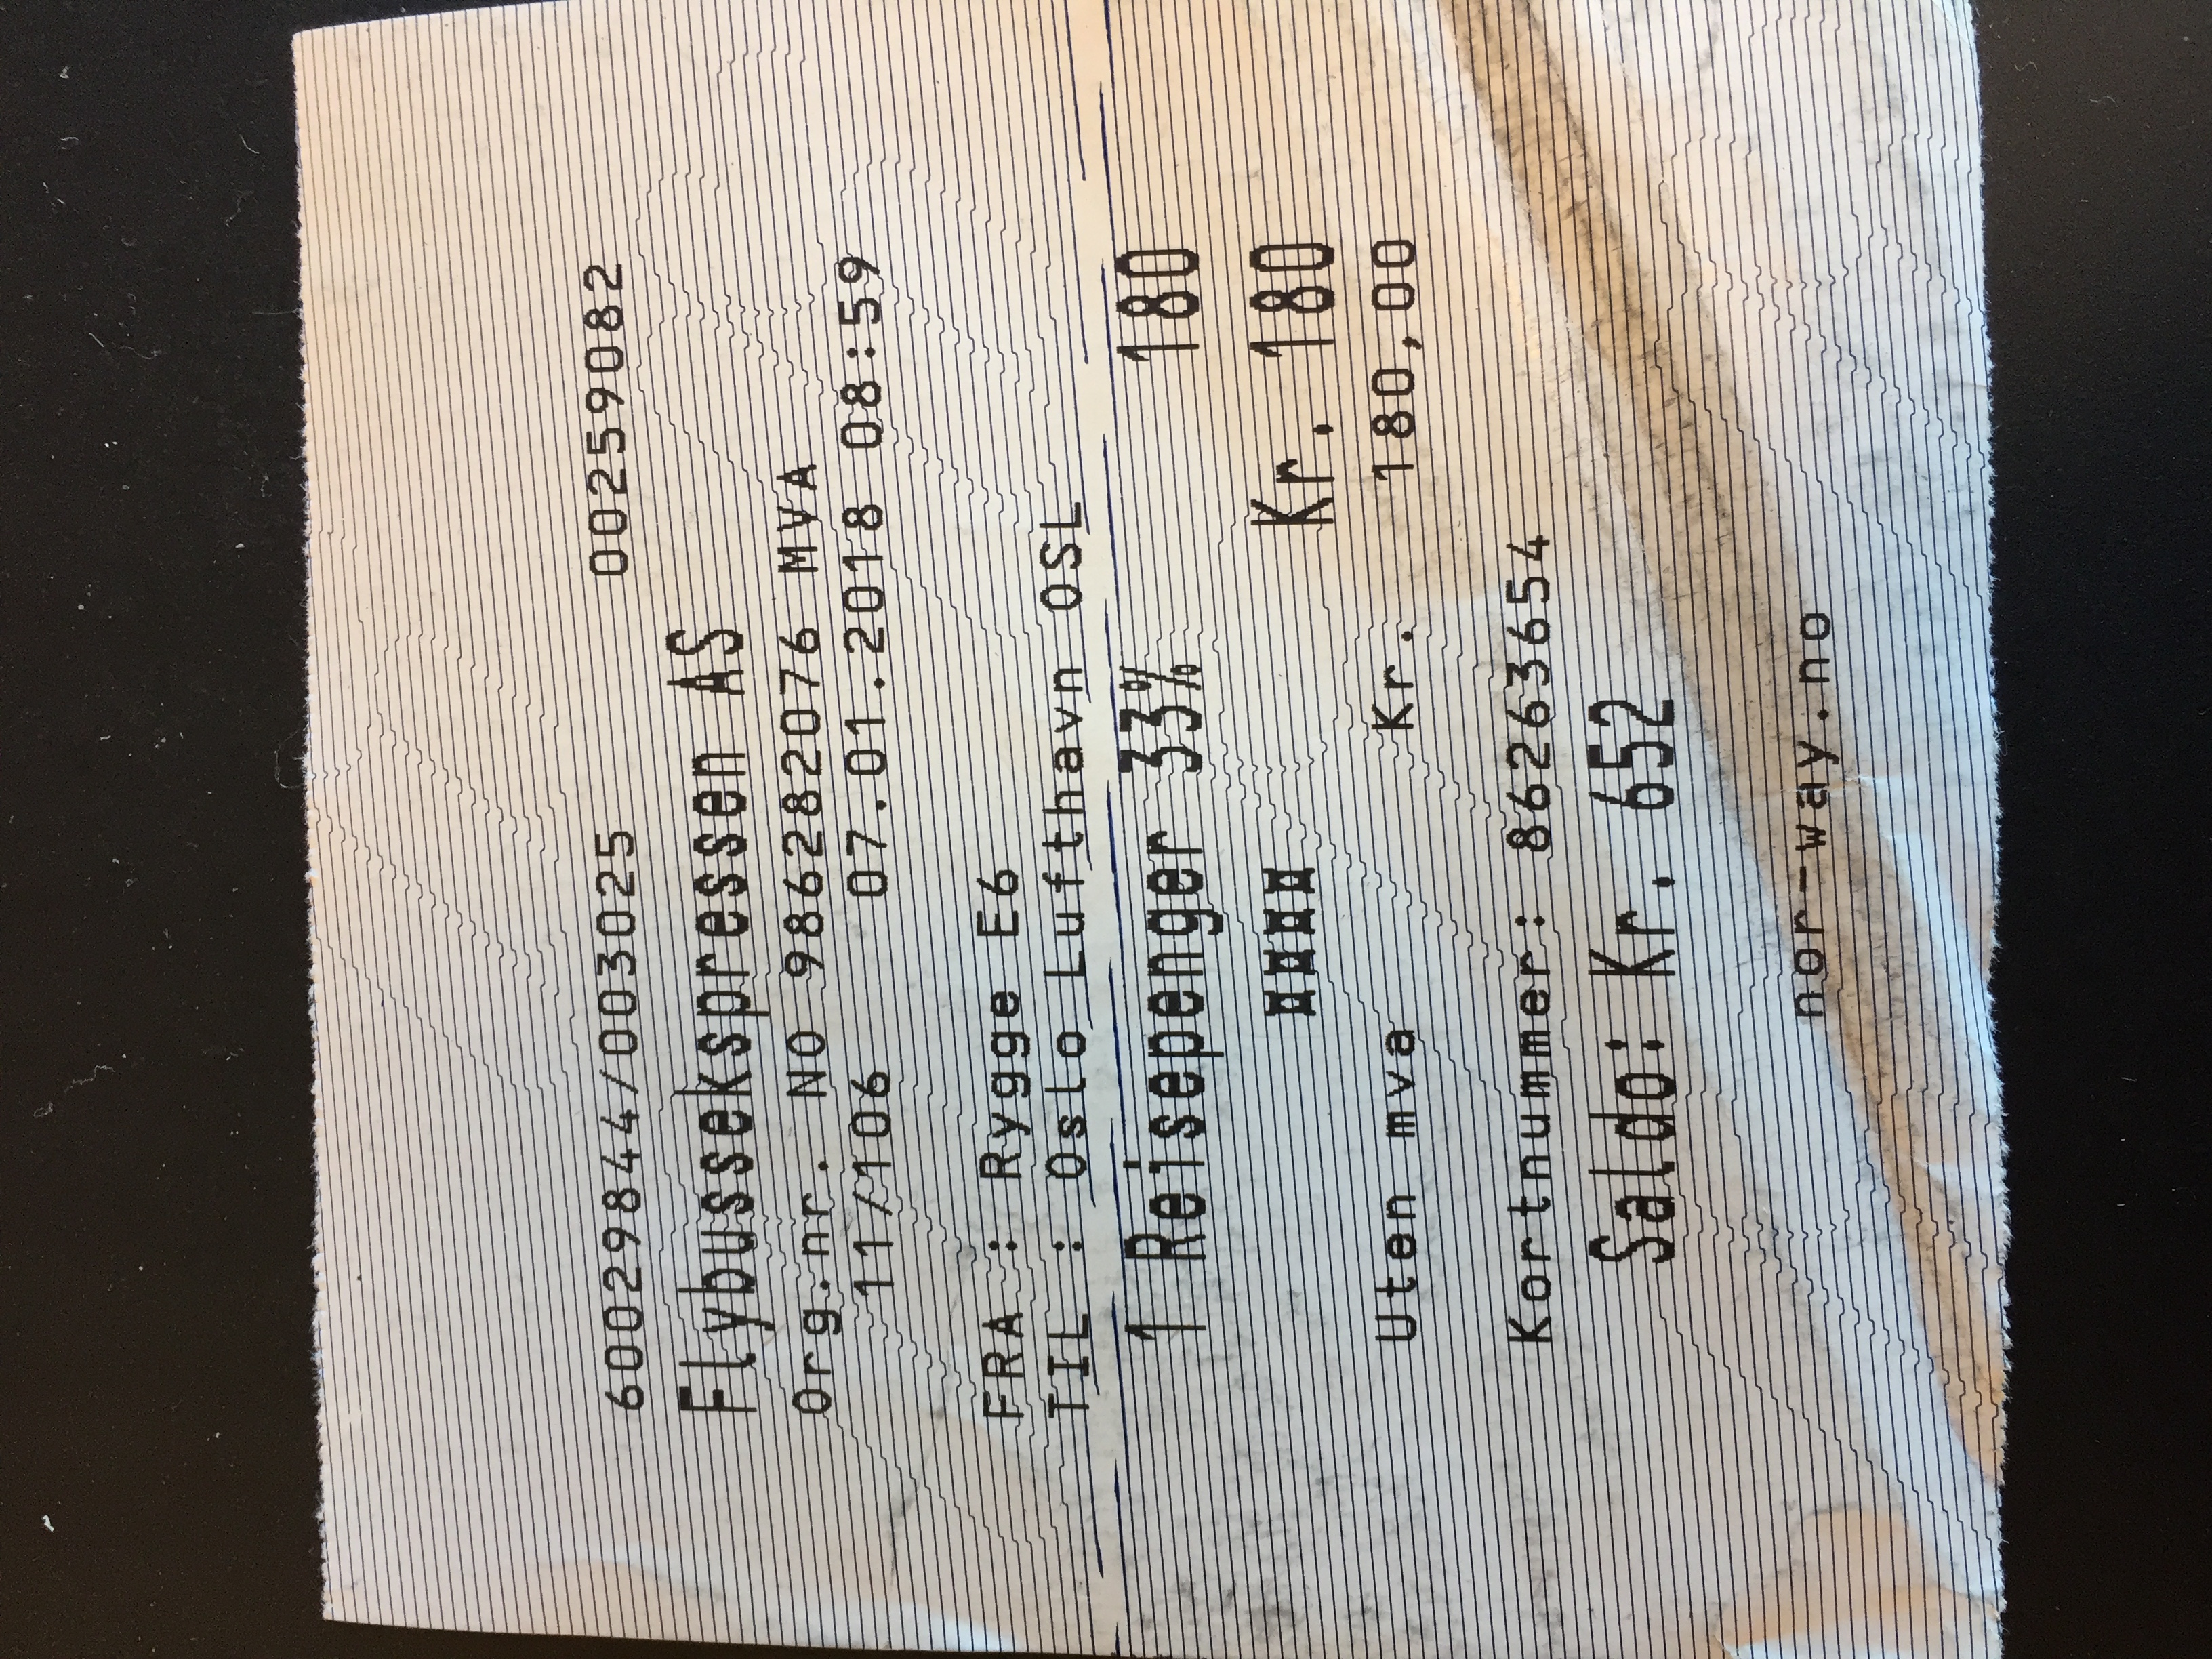 60029844/003025 00259082
Flybussekspressen AS
Org.nr. NO 986282076 MVA
11/106 07.01.2018 08:59
FRA : Rygge E6
TIL : Oslo Lufthavn OSL
1 Reisepenger 33% 180
¤¤¤¤ Kr. 180
Uten mva Kr. 180,00
Kortnummer: 86263654
Saldo: Kr. 652
nor-way.no